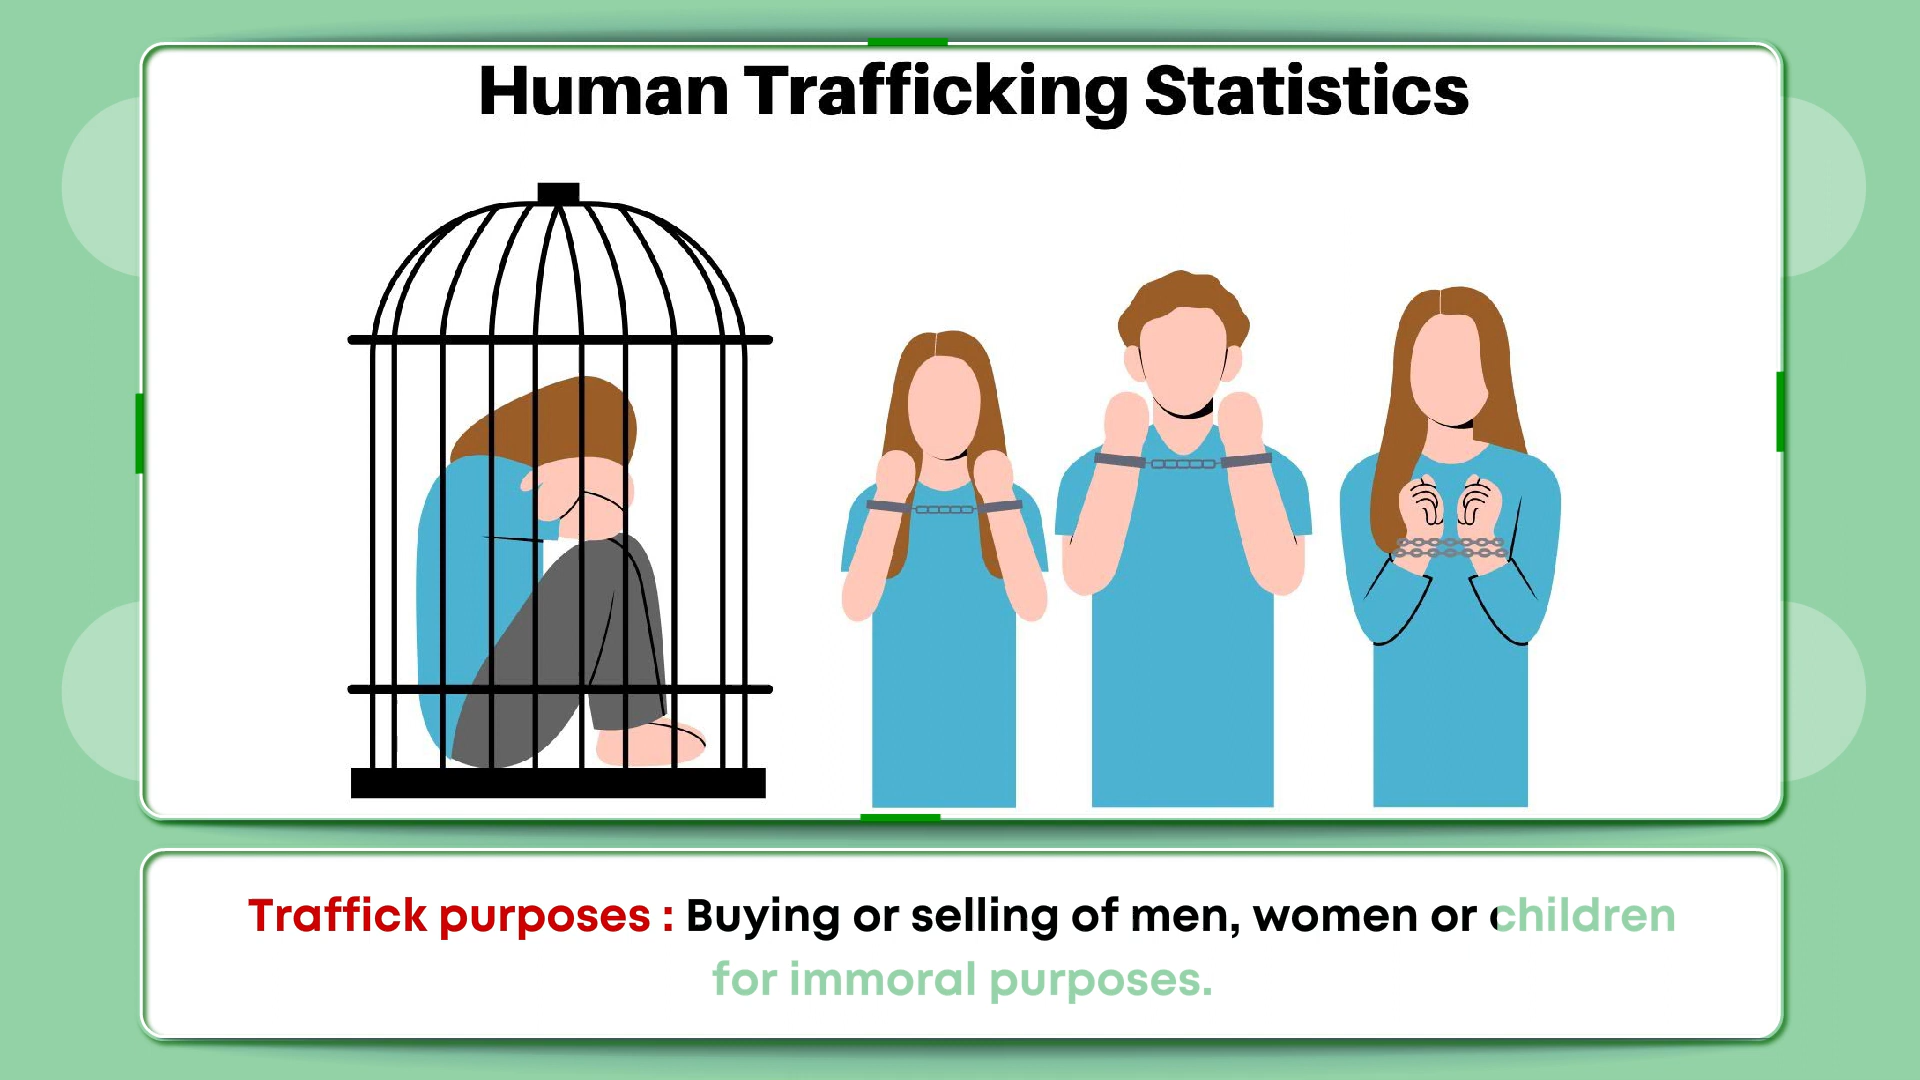 Human Trafficking Statistics
Traffick purposes : Buying or selling of men, women or children
for immoral purposes.